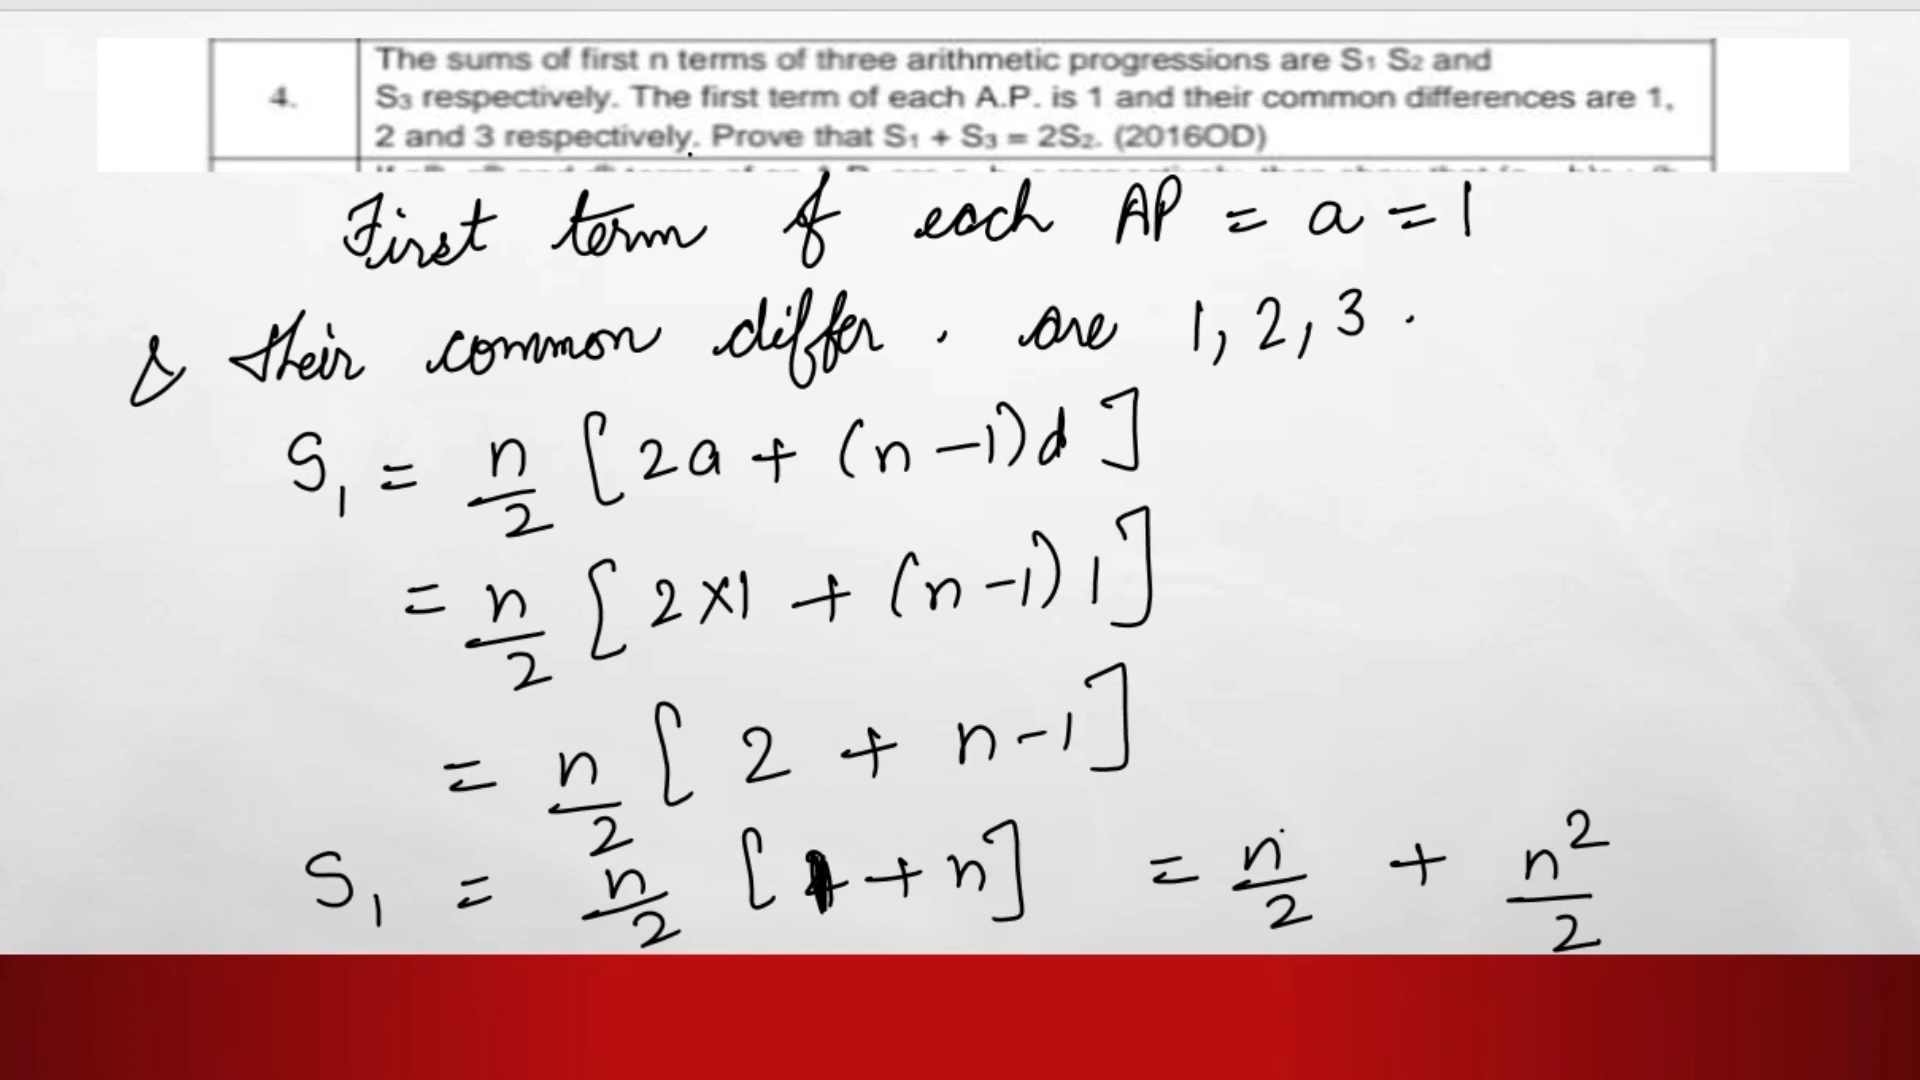 4.
The sums of first n terms of three arithmetic progressions are S₁ S₂ and
S₃ respectively. The first term of each A.P. is 1 and their common differences are 1,
2 and 3 respectively. Prove that S₁ + S₃ = 2S₂. (2016OD)
First term of each AP = a = 1
& their common differ . are 1, 2, 3 .
S₁ = n/2 [2a + (n-1)d]
= n/2 [2×1 + (n-1) 1]
= n/2 [2 + n-1]
S₁ = n/2 [1 + n] = n/2 + n²/2